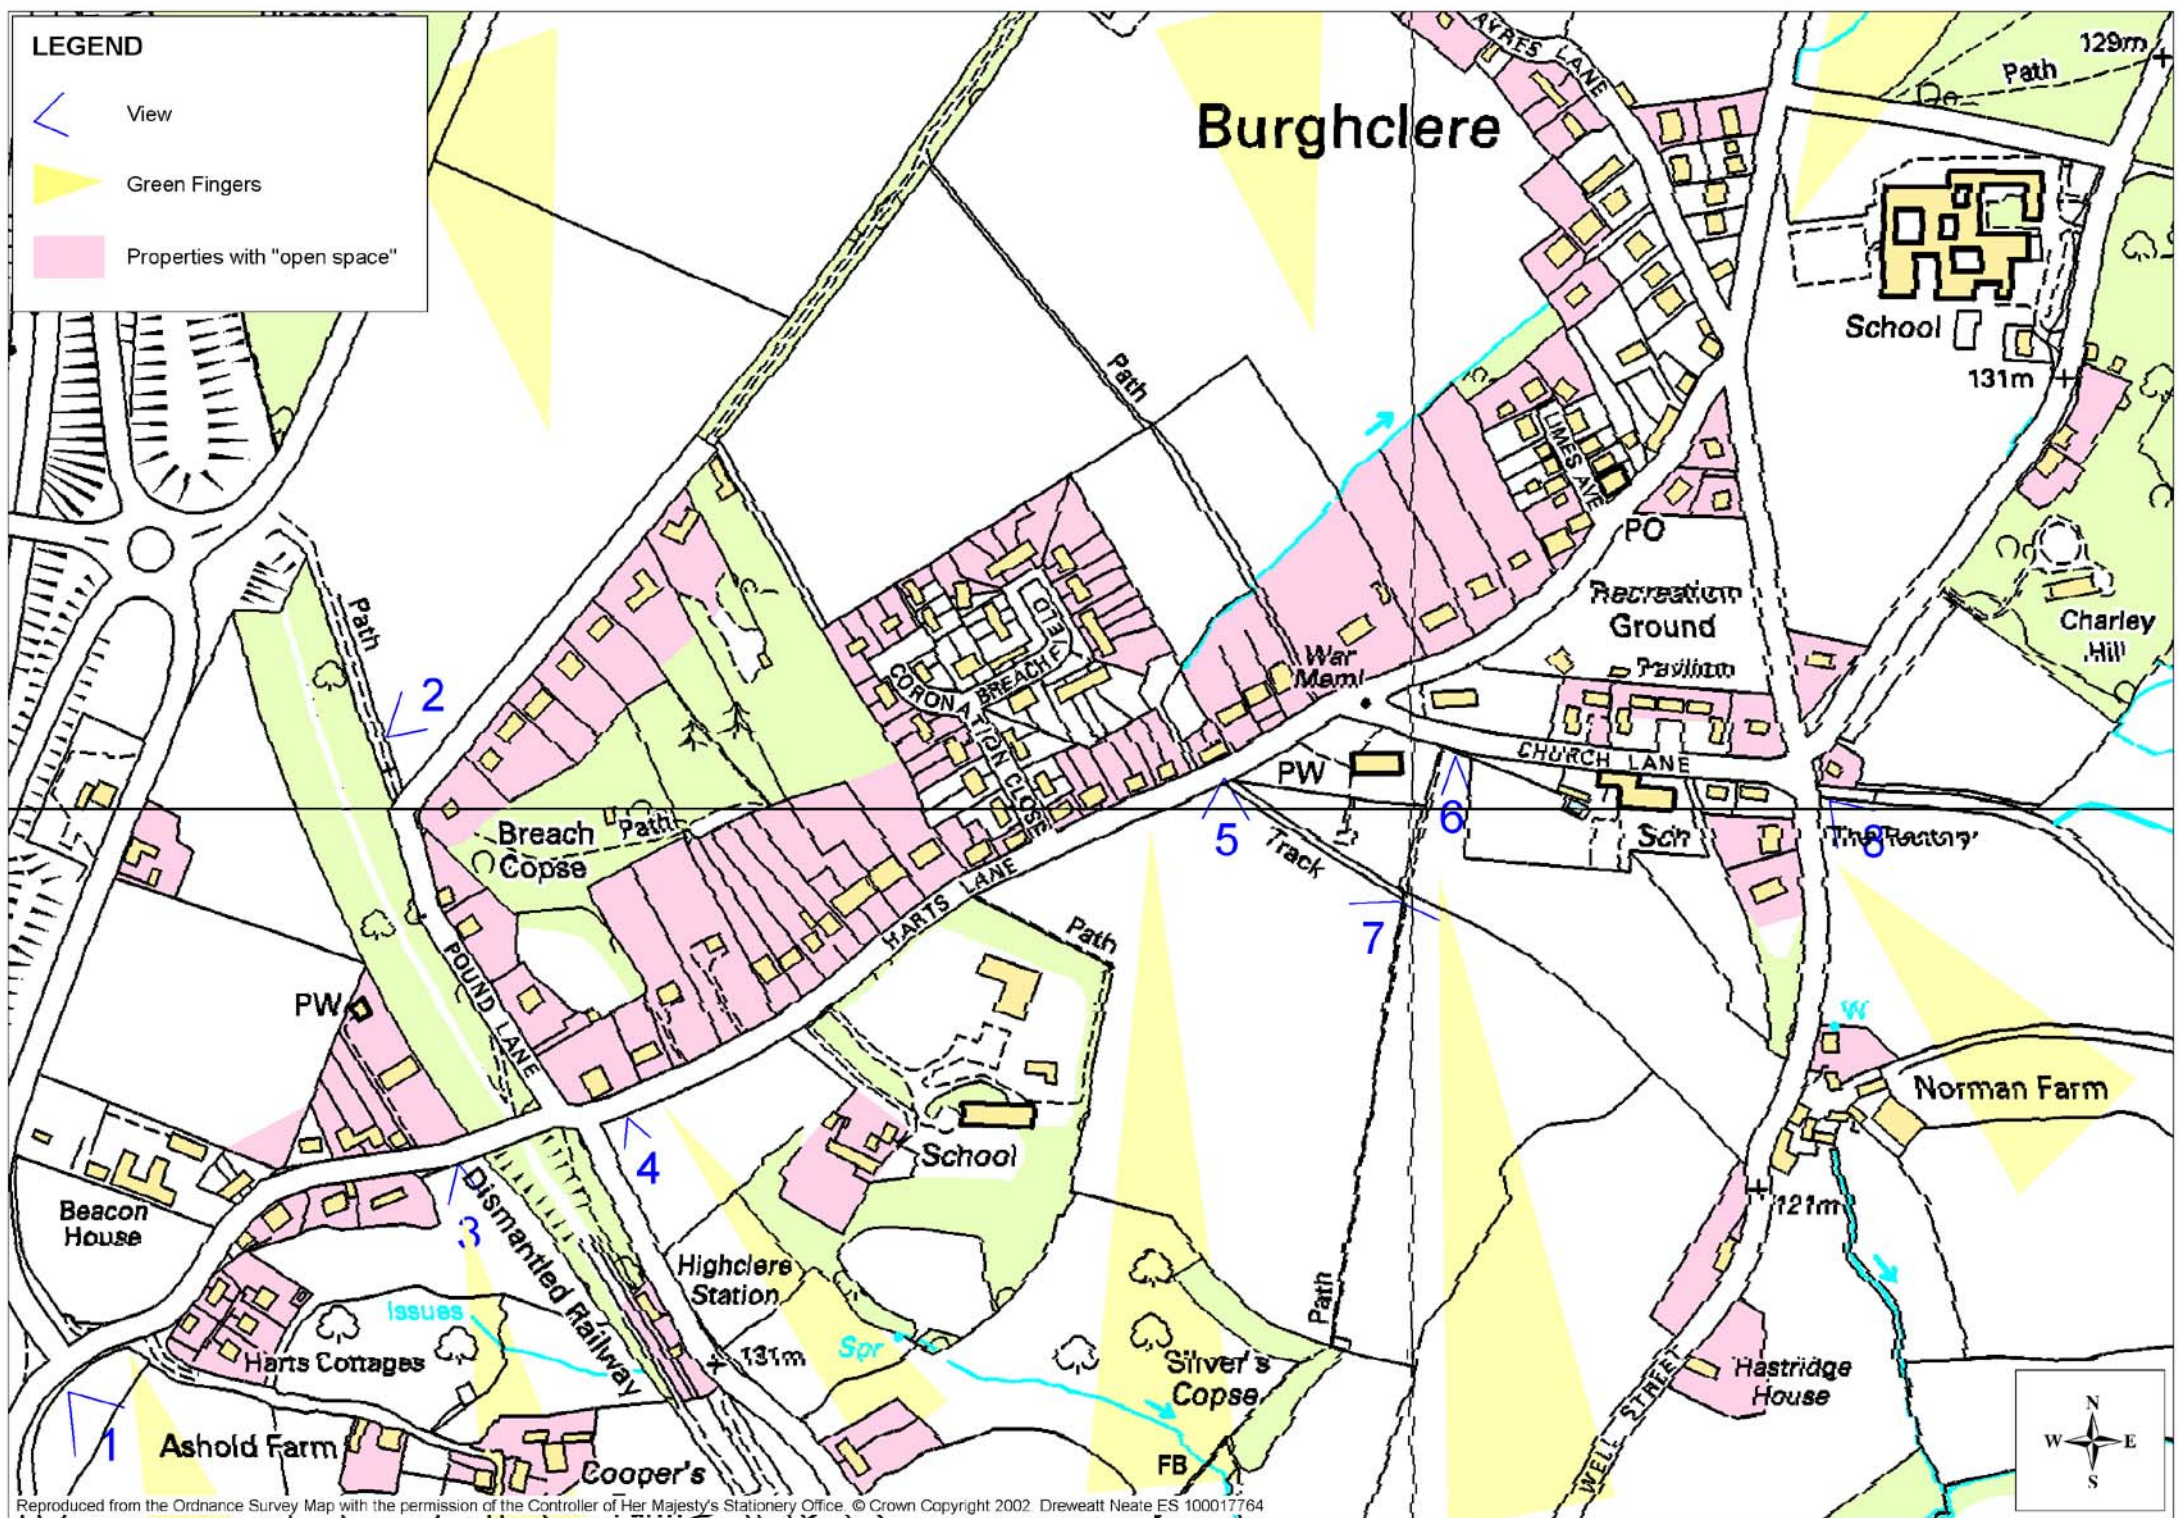 LEGEND
View
Green Fingers
Properties with "open space"
Burghclere
AYRES LANE
129m
Path
School
131m
Path
LIMES AVE
PO
Recreation
Ground
Pavilion
Charley
Hill
Path
2
CORONATION CLOSE
BREACHFIELD
War
Meml
PW
CHURCH LANE
Breach
Copse
Path
5
Track
6
Sch
The Rectory
8
HARTS LANE
Path
7
POUND LANE
PW
W
Norman Farm
4
School
Beacon
House
3
Dismantled Railway
121m
Highclere
Station
Issues
Path
Harts Cottages
131m
Spr
Silver's
Copse
WELL STREET
Hastridge
House
1
Ashold Farm
Cooper's
FB
N
W E
S
Reproduced from the Ordnance Survey Map with the permission of the Controller of Her Majesty's Stationery Office. © Crown Copyright 2002. Dreweatt Neate ES 100017764